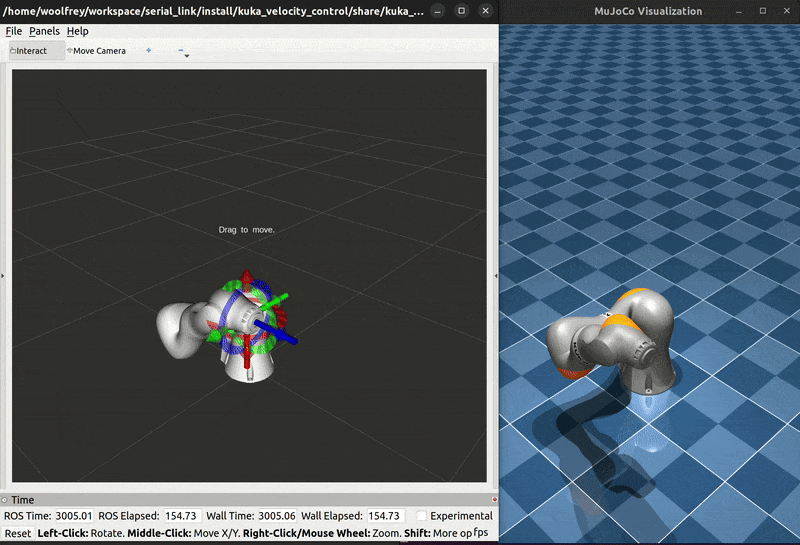 /home/woolfrey/workspace/serial_link/install/kuka_velocity_control/share/kuka_...
MuJoCo Visualization
File Panels Help
Interact Move Camera
Drag to move.
Time
ROS Time: 3005.01 ROS Elapsed: 154.73 Wall Time: 3005.06 Wall Elapsed: 154.73 Experimental
Reset Left-Click: Rotate. Middle-Click: Move X/Y. Right-Click/Mouse Wheel: Zoom. Shift: More op fps